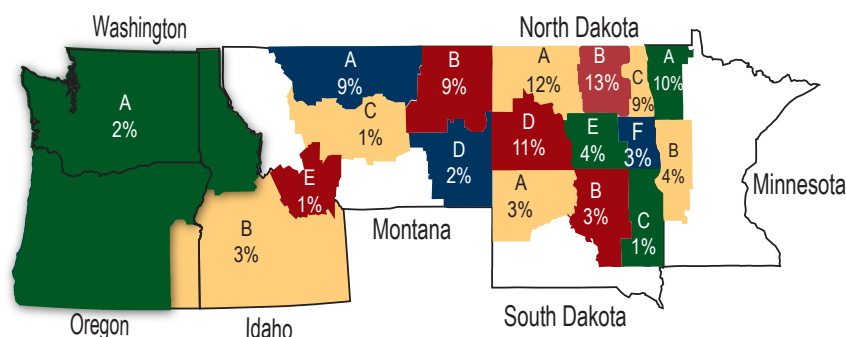 Washington
North Dakota
A
2%
A
9%
B
9%
C
1%
D
2%
E
1%
B
3%
A
12%
B
13%
C
9%
D
11%
E
4%
F
3%
A
10%
B
4%
A
3%
B
3%
C
1%
Minnesota
Montana
Oregon
Idaho
South Dakota